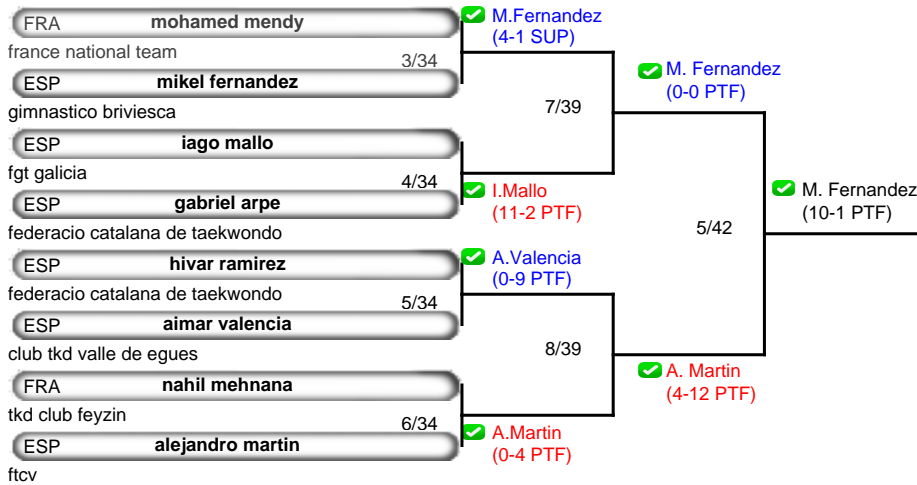 FRA mohamed mendy
france national team
3/34
ESP mikel fernandez
gimnastico briviesca
ESP iago mallo
fgt galicia
4/34
ESP gabriel arpe
federacio catalana de taekwondo
ESP hivar ramirez
federacio catalana de taekwondo
5/34
ESP aimar valencia
club tkd valle de egues
FRA nahil mehnana
tkd club feyzin
6/34
ESP alejandro martin
ftcv
M.Fernandez
(4-1 SUP)
7/39
I.Mallo
(11-2 PTF)
A.Valencia
(0-9 PTF)
8/39
A.Martin
(0-4 PTF)
M. Fernandez
(0-0 PTF)
5/42
A. Martin
(4-12 PTF)
M. Fernandez
(10-1 PTF)